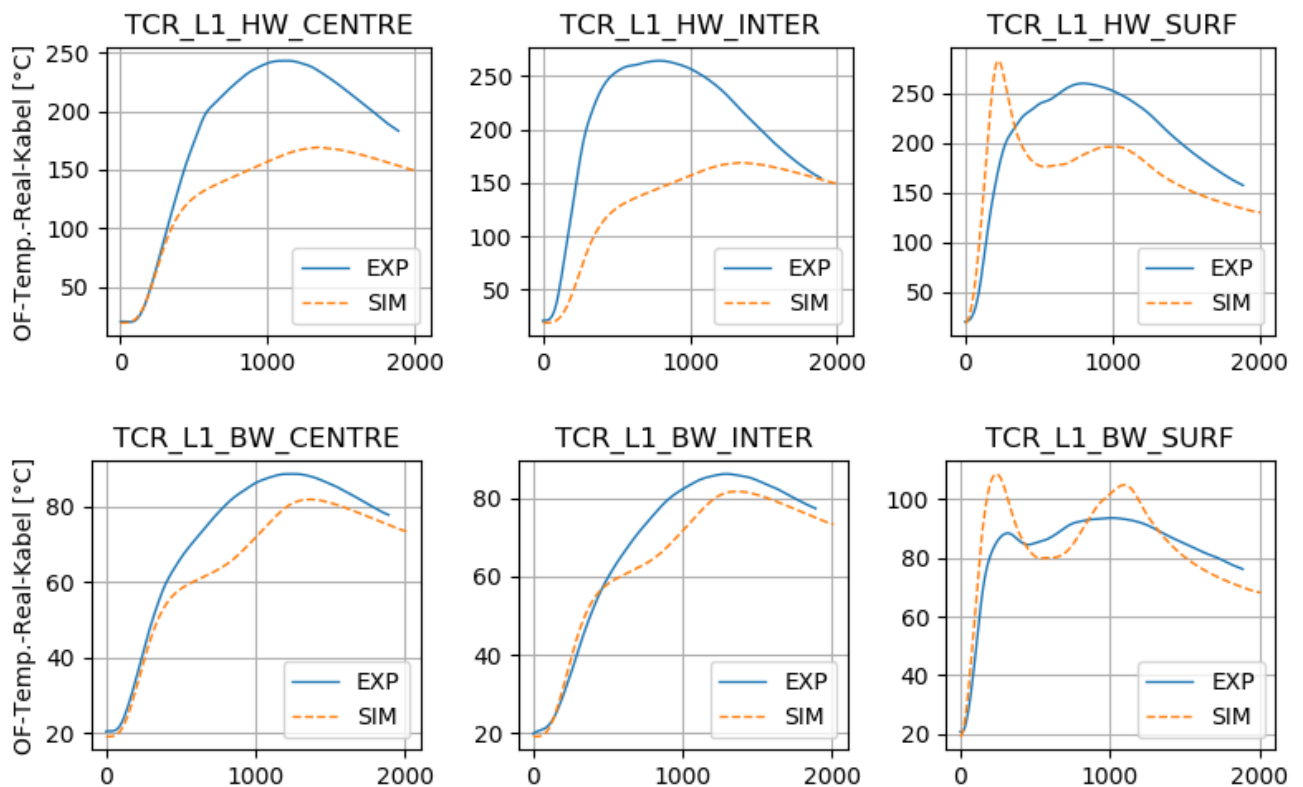 TCR_L1_HW_CENTRE
TCR_L1_HW_INTER
TCR_L1_HW_SURF
OF-Temp.-Real-Kabel [°C]
250
200
150
100
50
EXP
SIM
0
1000
2000
250
200
150
100
50
EXP
SIM
0
1000
2000
250
200
150
100
50
EXP
SIM
0
1000
2000
TCR_L1_BW_CENTRE
TCR_L1_BW_INTER
TCR_L1_BW_SURF
OF-Temp.-Real-Kabel [°C]
80
60
40
20
EXP
SIM
0
1000
2000
80
60
40
20
EXP
SIM
0
1000
2000
100
80
60
40
20
EXP
SIM
0
1000
2000